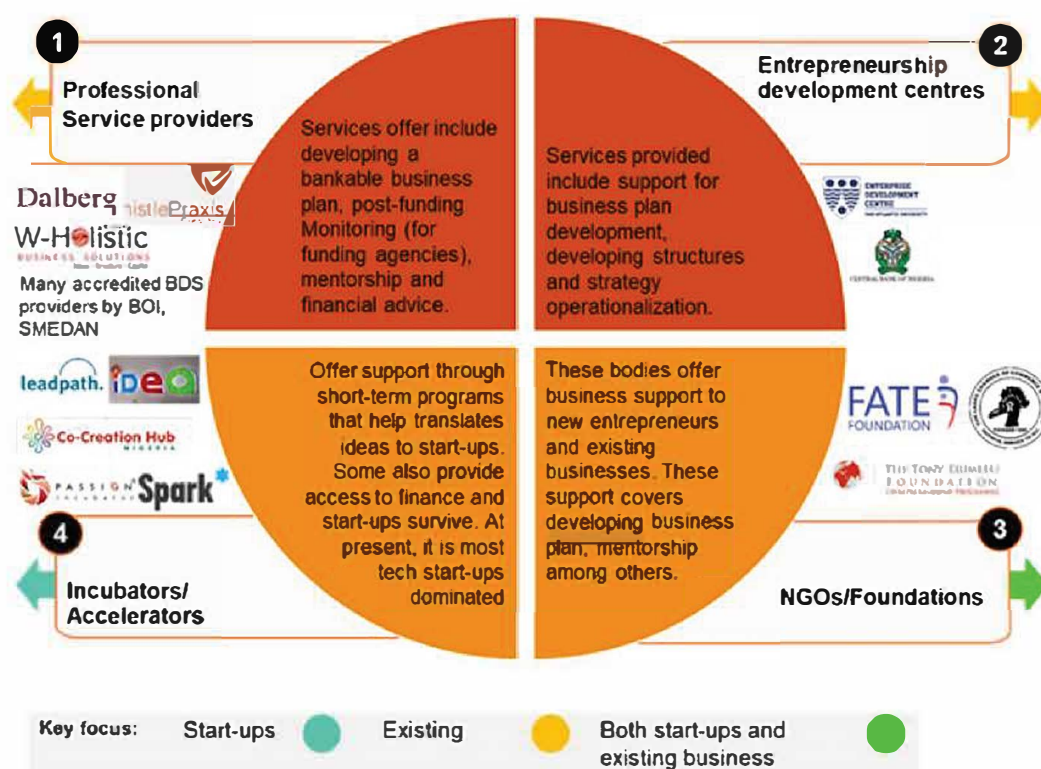 1
Professional
Service providers
Services offer include
developing a
bankable business
plan, post-funding
Monitoring (for
funding agencies),
mentorship and
financial advice.
Dalberg
Praxis
W-Holistic
BUSINESS SOLUTIONS
Many accredited BDS
providers by BOI,
SMEDAN
2
Entrepreneurship
development centres
Services provided
include support for
business plan
development,
developing structures
and strategy
operationalization.
ENTERPRISE
DEVELOPMENT
CENTRE
CENTRAL BANK OF NIGERIA
leadpath.
iDea
Co-Creation Hub
NIGERIA
PASSION
Spark
4
Incubators/
Accelerators
Offer support through
short-term programs
that help translates
ideas to start-ups.
Some also provide
access to finance and
start-ups survive. At
present, it is most
tech start-ups
dominated
These bodies offer
business support to
new entrepreneurs
and existing
businesses. These
support covers
developing business
plan, mentorship
among others.
FATE
FOUNDATION
THE TONY ELUMELU
FOUNDATION
3
NGOs/Foundations
Key focus: Start-ups Existing Both start-ups and
existing business